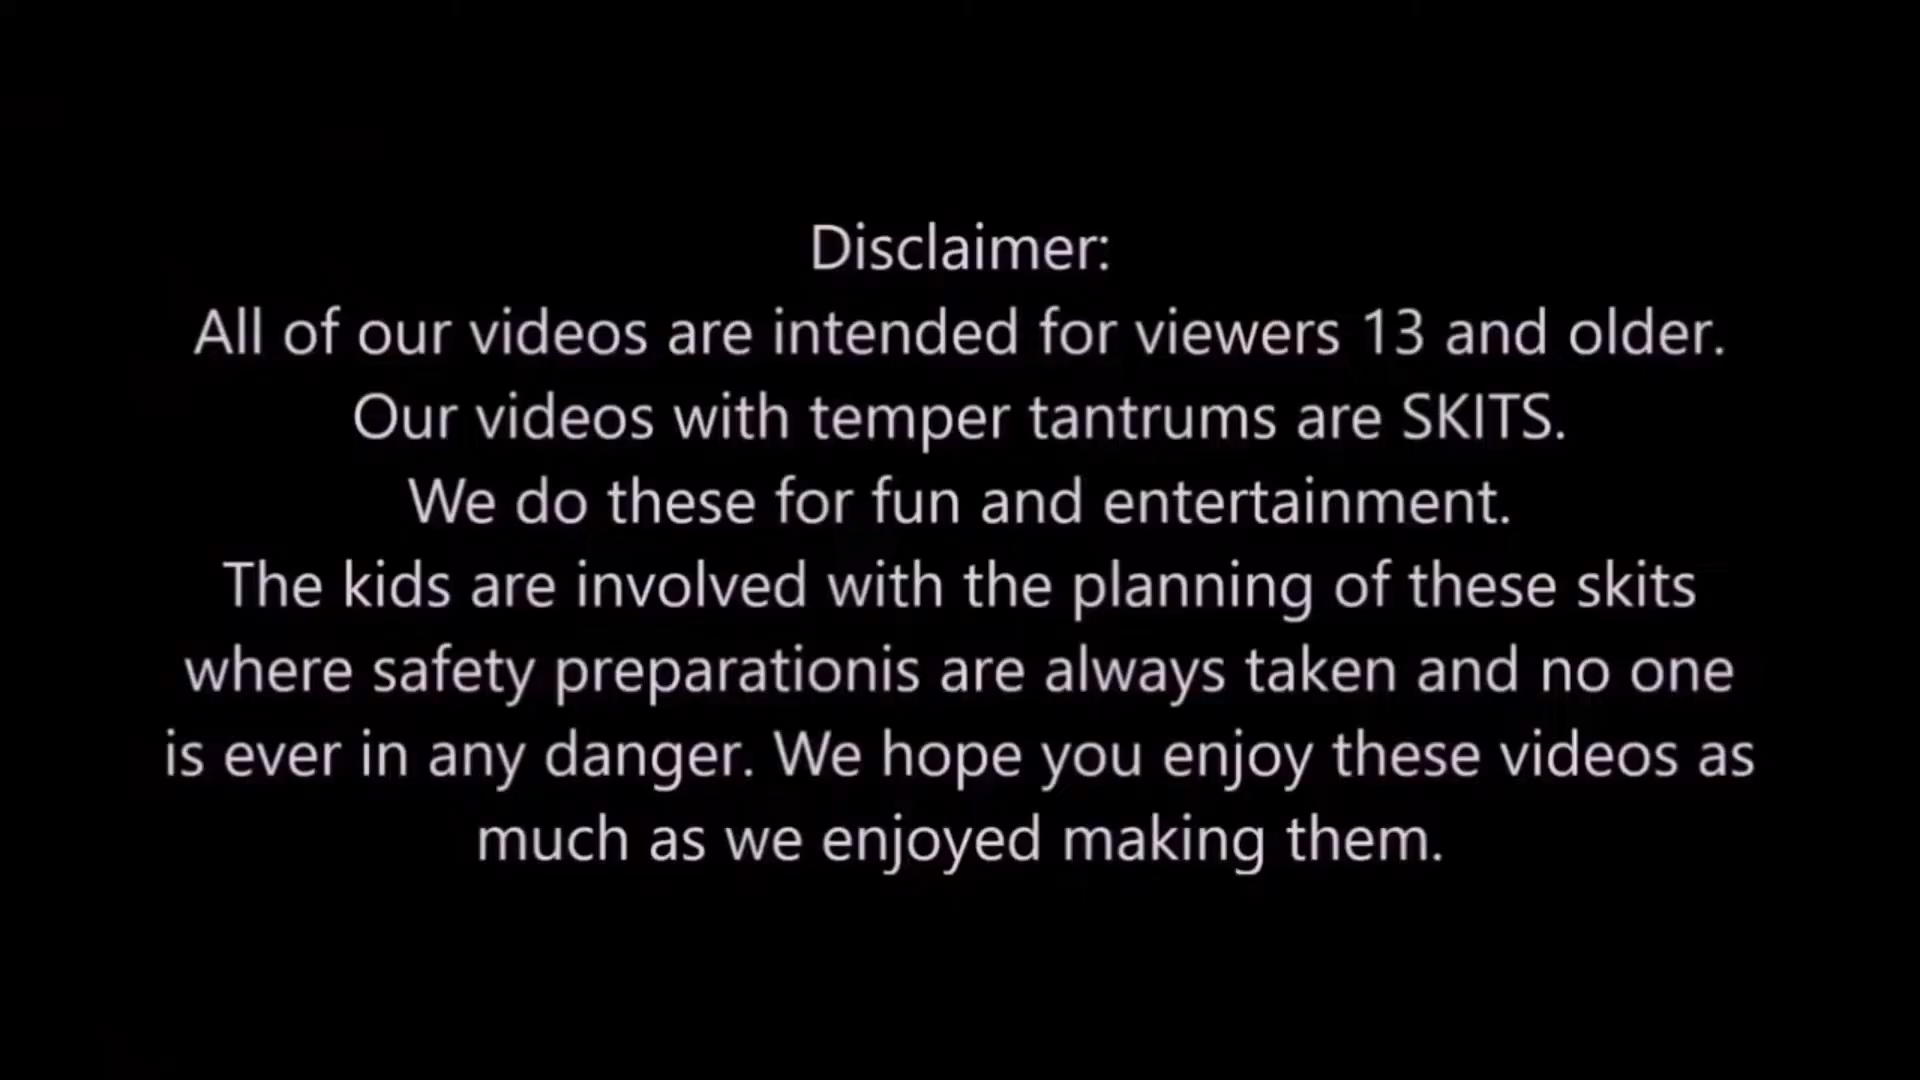 Disclaimer:
All of our videos are intended for viewers 13 and older.
Our videos with temper tantrums are SKITS.
We do these for fun and entertainment.
The kids are involved with the planning of these skits
where safety preparationis are always taken and no one
is ever in any danger. We hope you enjoy these videos as
much as we enjoyed making them.